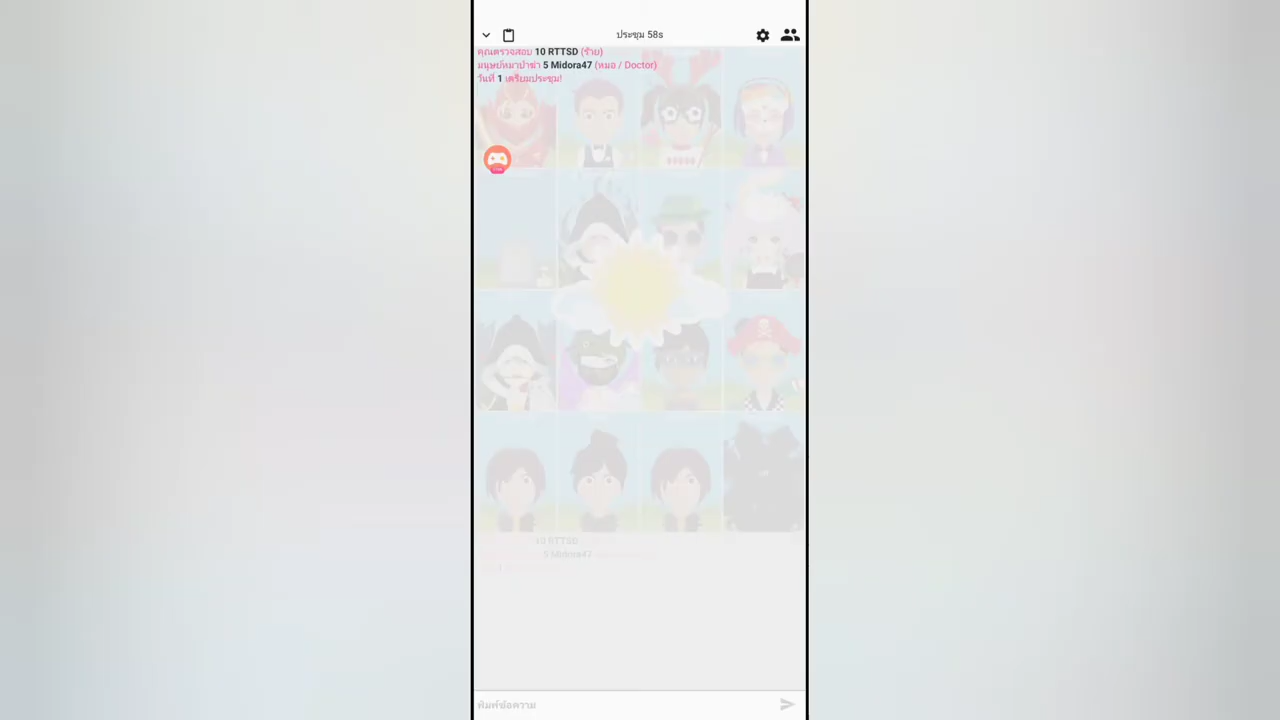 ประชุม 58s
คุณตรวจสอบ 10 RTTSD (ร้าย)
มนุษย์หมาป่าฆ่า 5 Midora47 (หมอ / Doctor)
วันที่ 1 เตรียมประชุม!
10 RTTSD
5 Midora47
พิมพ์ข้อความ